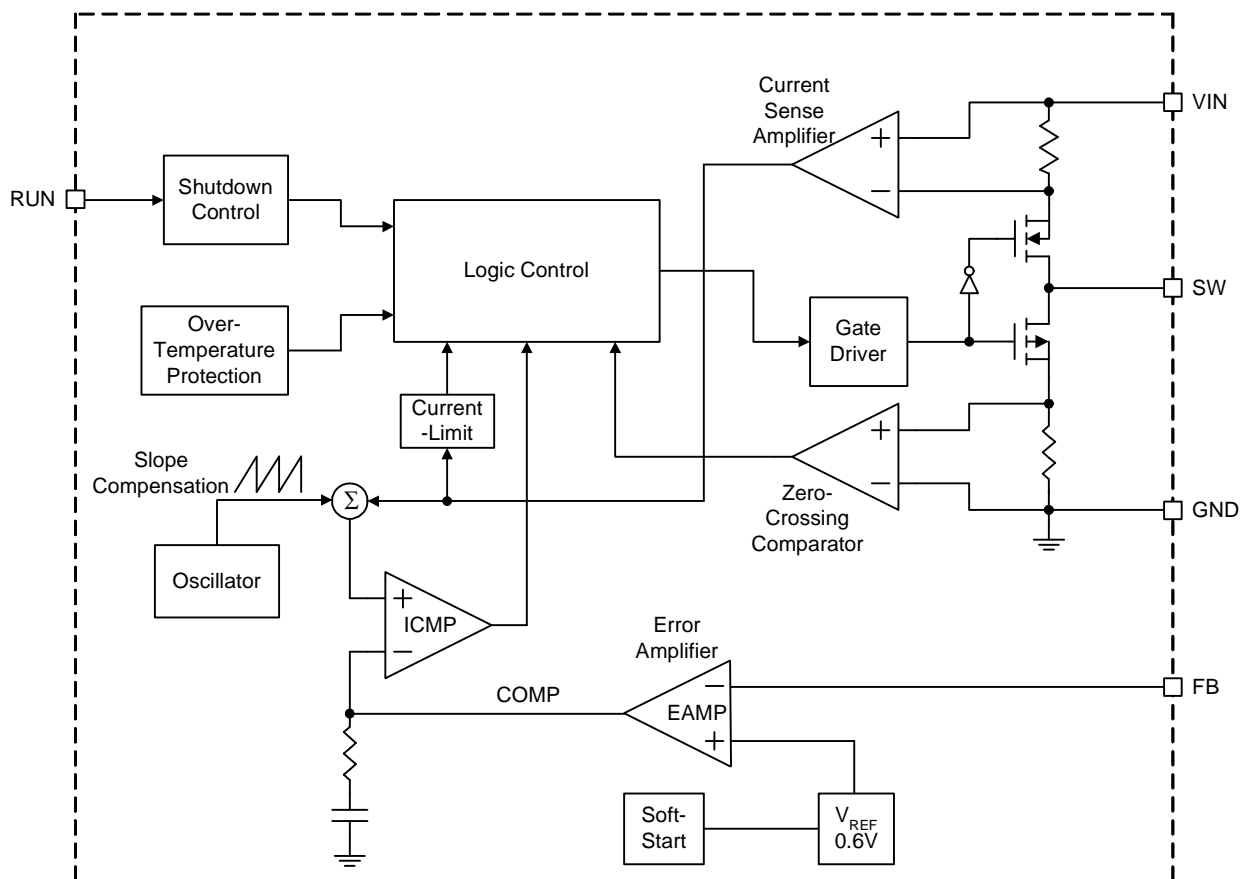 Current
Sense
Amplifier
+
−
VIN
RUN
Shutdown
Control
Logic Control
SW
Over-
Temperature
Protection
Gate
Driver
Current
-Limit
+
−
Zero-
Crossing
Comparator
GND
Slope
Compensation
Σ
Oscillator
+
ICMP
−
Error
Amplifier
COMP
−
EAMP
+
FB
Soft-
Start
VREF
0.6V